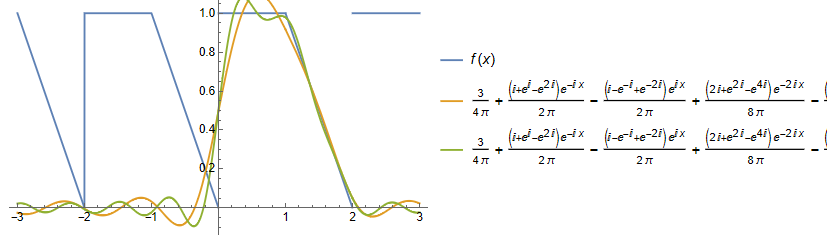 1.0
0.8
0.6
0.4
0.2
-3 -2 -1 1 2 3
f(x)
3/(4π) + ((i+e^i−e^(2i))e^(−ix))/(2π) − ((i−e^(−i)+e^(−2i))e^(ix))/(2π) + ((2i+e^(2i)−e^(4i))e^(−2ix))/(8π) − (
3/(4π) + ((i+e^i−e^(2i))e^(−ix))/(2π) − ((i−e^(−i)+e^(−2i))e^(ix))/(2π) + ((2i+e^(2i)−e^(4i))e^(−2ix))/(8π) − (